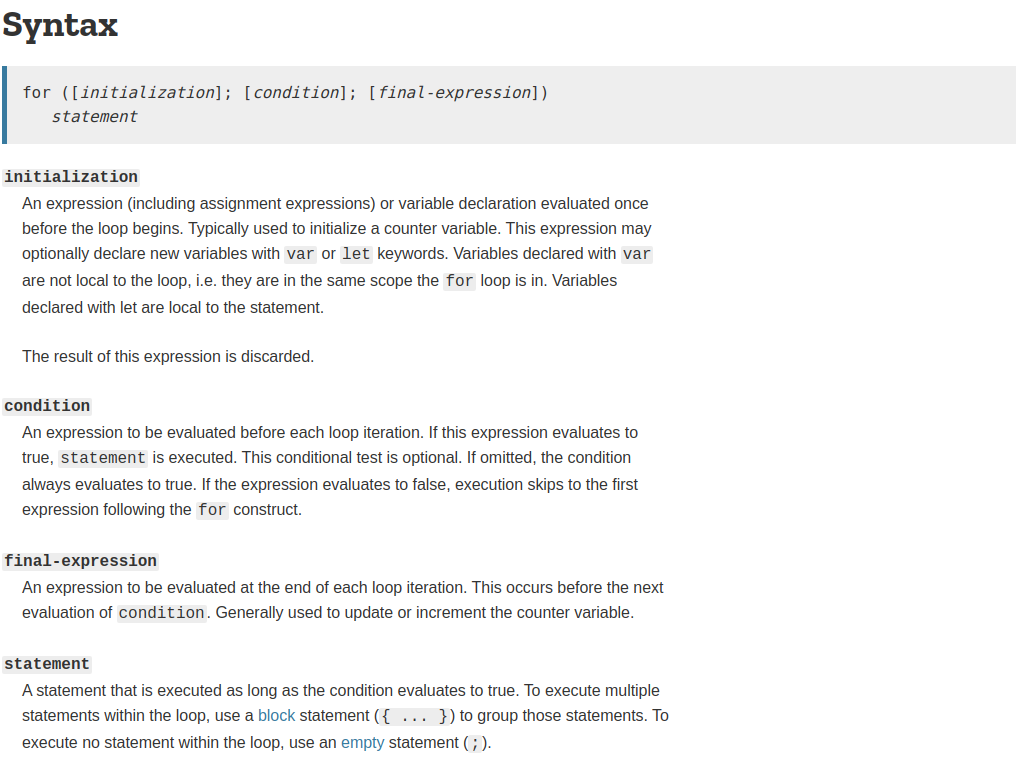 Syntax
for ([initialization]; [condition]; [final-expression])
statement
initialization
An expression (including assignment expressions) or variable declaration evaluated once
before the loop begins. Typically used to initialize a counter variable. This expression may
optionally declare new variables with var or let keywords. Variables declared with var
are not local to the loop, i.e. they are in the same scope the for loop is in. Variables
declared with let are local to the statement.
The result of this expression is discarded.
condition
An expression to be evaluated before each loop iteration. If this expression evaluates to
true, statement is executed. This conditional test is optional. If omitted, the condition
always evaluates to true. If the expression evaluates to false, execution skips to the first
expression following the for construct.
final-expression
An expression to be evaluated at the end of each loop iteration. This occurs before the next
evaluation of condition. Generally used to update or increment the counter variable.
statement
A statement that is executed as long as the condition evaluates to true. To execute multiple
statements within the loop, use a block statement ({ ... }) to group those statements. To
execute no statement within the loop, use an empty statement (;).